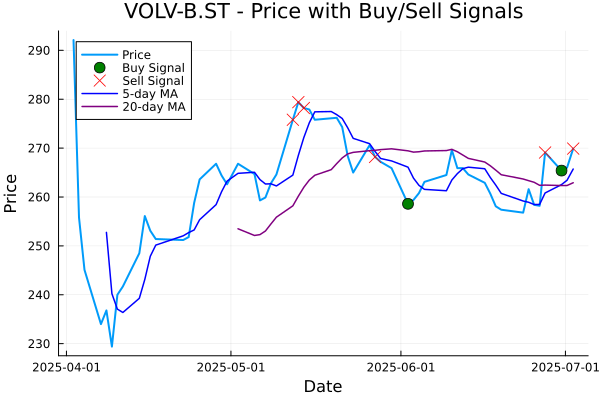 VOLV-B.ST - Price with Buy/Sell Signals
Price
Buy Signal
Sell Signal
5-day MA
20-day MA
290
280
270
260
250
240
230
Price
2025-04-01 2025-05-01 2025-06-01 2025-07-01
Date